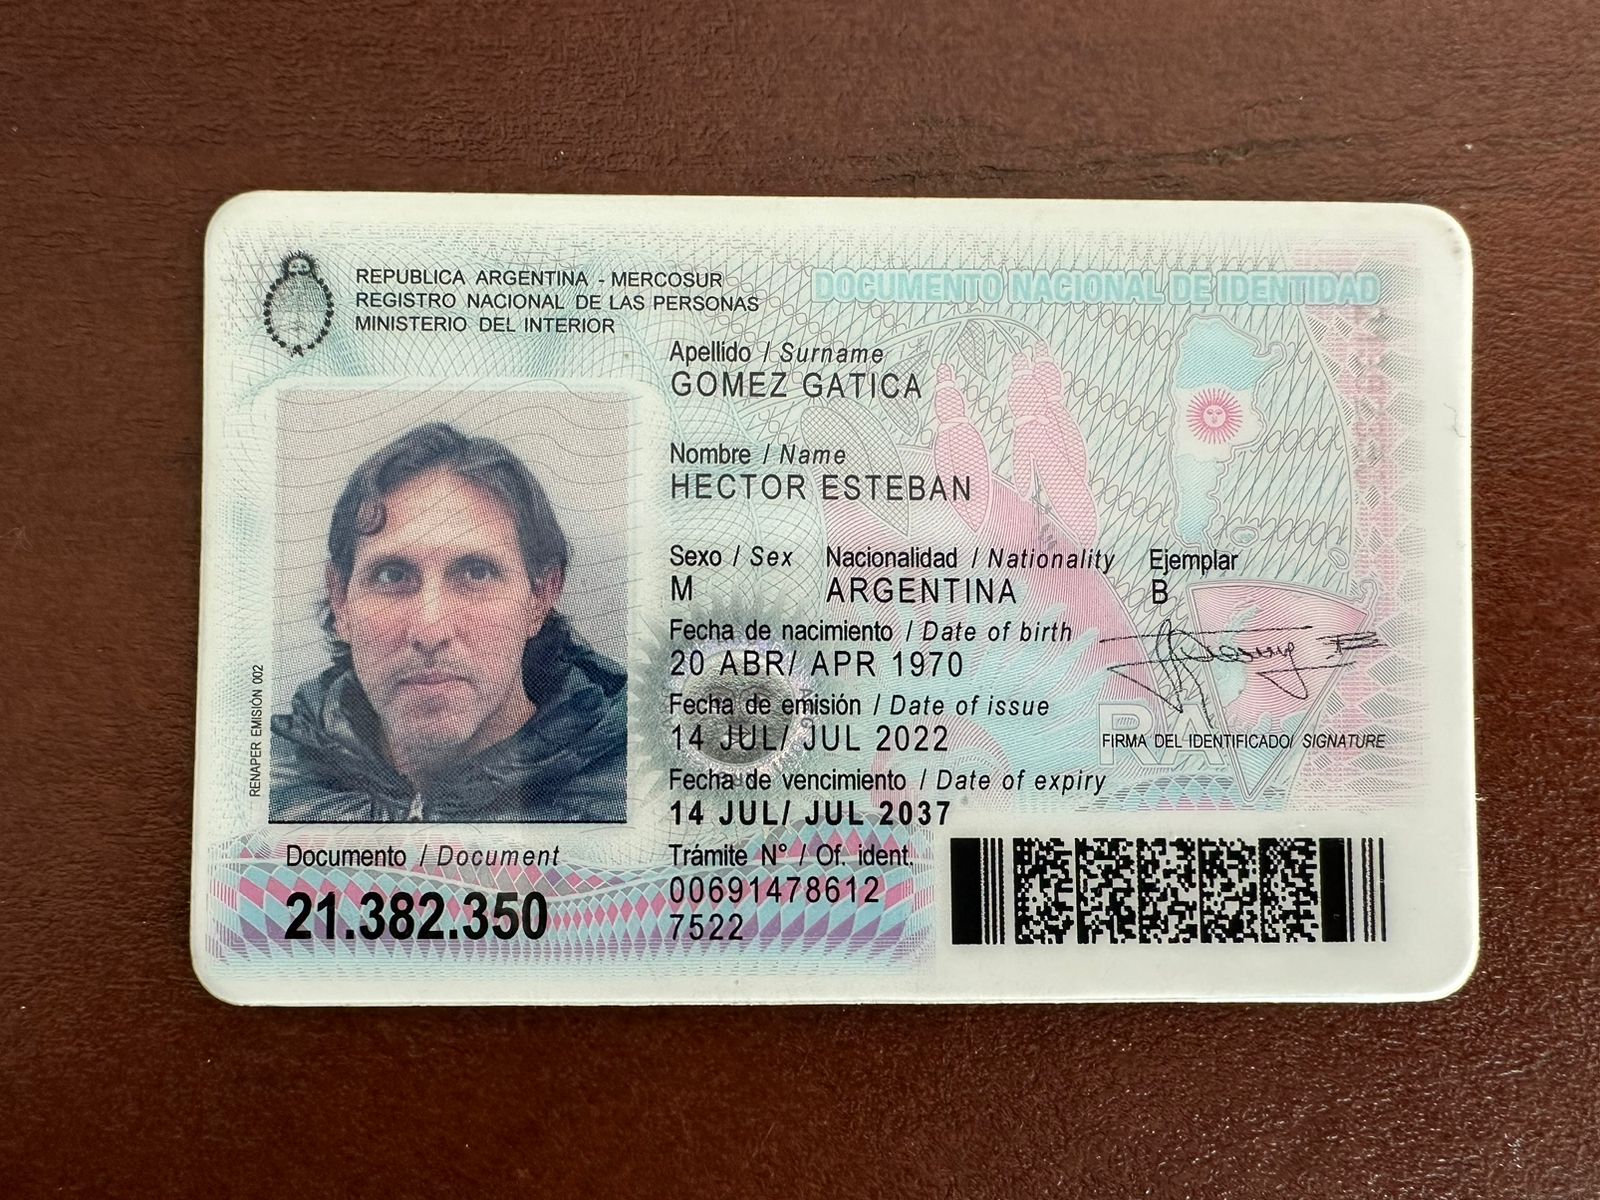 REPUBLICA ARGENTINA - MERCOSUR
REGISTRO NACIONAL DE LAS PERSONAS
MINISTERIO DEL INTERIOR
DOCUMENTO NACIONAL DE IDENTIDAD
Apellido / Surname
GOMEZ GATICA
Nombre / Name
HECTOR ESTEBAN
Sexo / Sex Nacionalidad / Nationality Ejemplar
M ARGENTINA B
Fecha de nacimiento / Date of birth
20 ABR/ APR 1970
Fecha de emisión / Date of issue
14 JUL/ JUL 2022
RA
FIRMA DEL IDENTIFICADO/ SIGNATURE
Fecha de vencimiento / Date of expiry
14 JUL/ JUL 2037
RENAPER EMISIÓN 002
Documento / Document
21.382.350
Trámite N° / Of. ident.
00691478612
7522